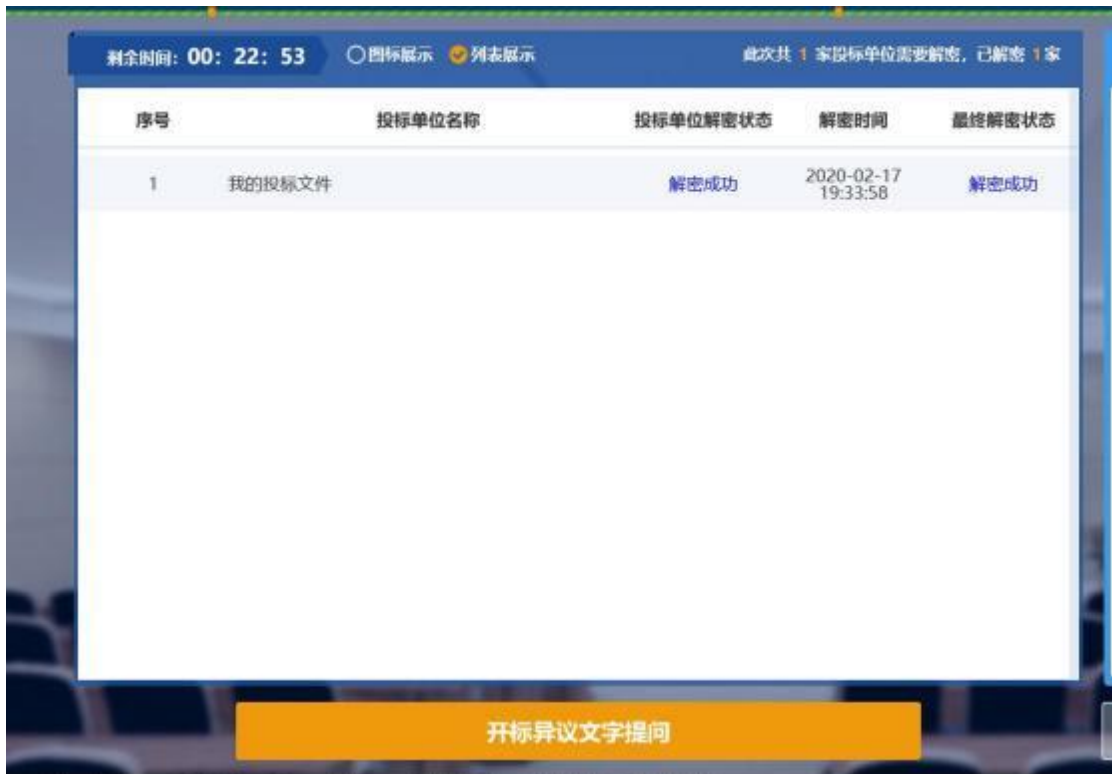 剩余时间：00：22：53 图标展示 列表展示 此次共 1 家投标单位需要解密，已解密 1 家
序号 投标单位名称 投标单位解密状态 解密时间 最终解密状态
1 我的投标文件 解密成功 2020-02-17 19:33:58 解密成功
开标异议文字提问